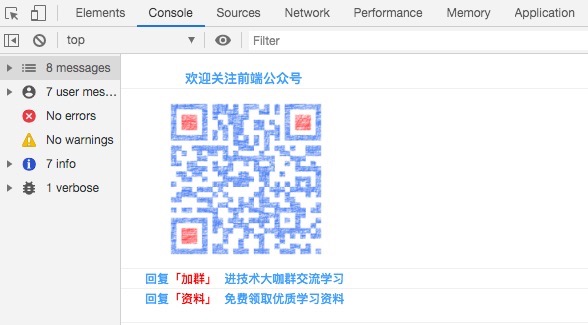 Elements Console Sources Network Performance Memory Application
top ▼ Filter
8 messages
7 user mes…
No errors
No warnings
7 info
1 verbose
欢迎关注前端公众号
回复「加群」 进技术大咖群交流学习
回复「资料」 免费领取优质学习资料